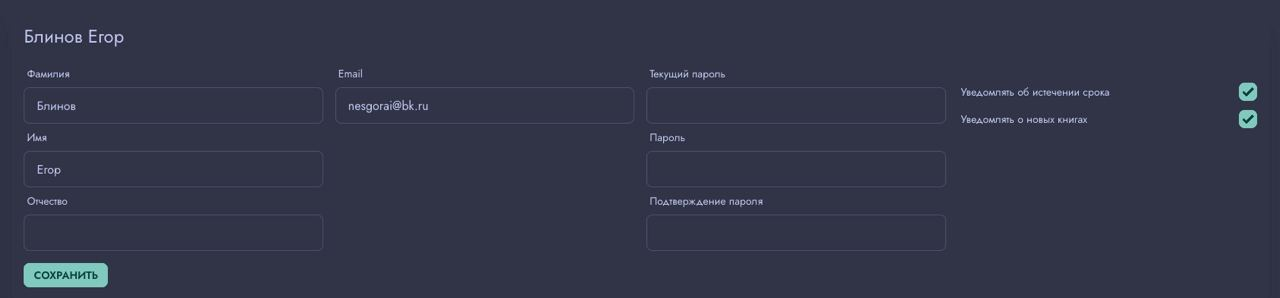 Блинов Егор
Фамилия
Блинов
Имя
Егор
Отчество
Email
nesgorai@bk.ru
Текущий пароль
Пароль
Подтверждение пароля
Уведомлять об истечении срока
Уведомлять о новых книгах
СОХРАНИТЬ